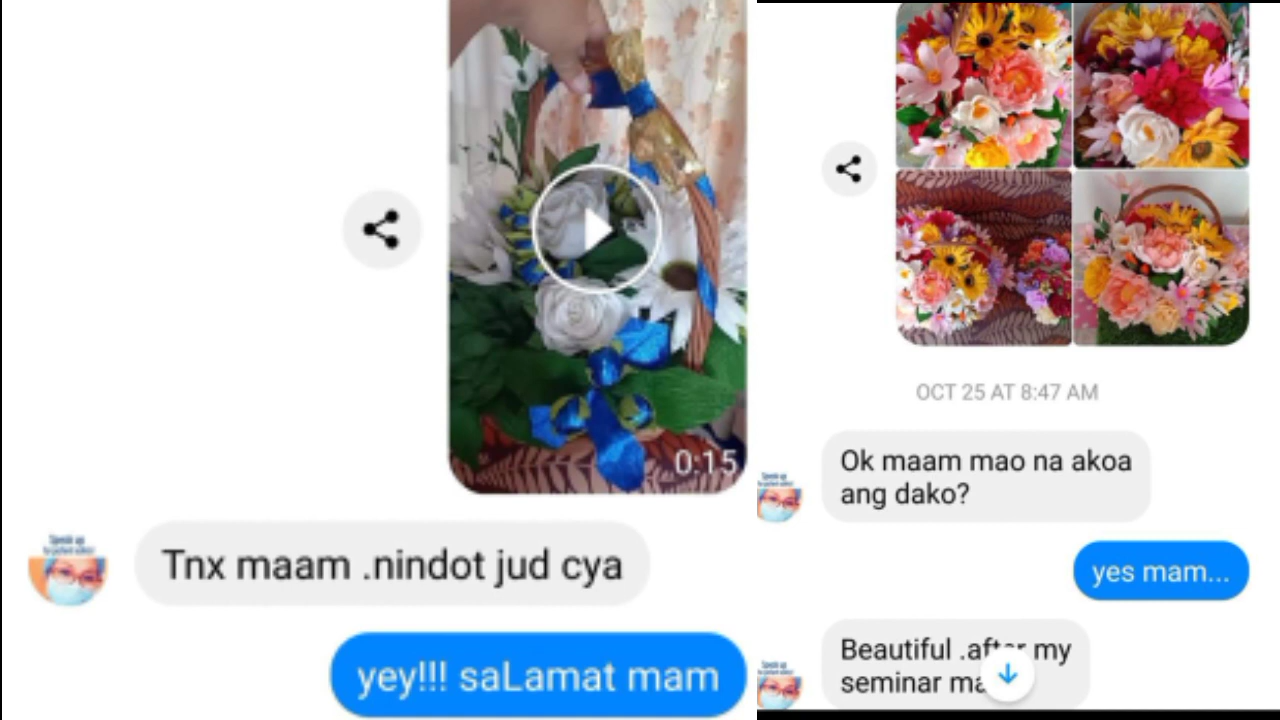 0:15
Tnx maam .nindot jud cya
yey!!! saLamat mam
OCT 25 AT 8:47 AM
Ok maam mao na akoa
ang dako?
yes mam...
Beautiful .after my
seminar